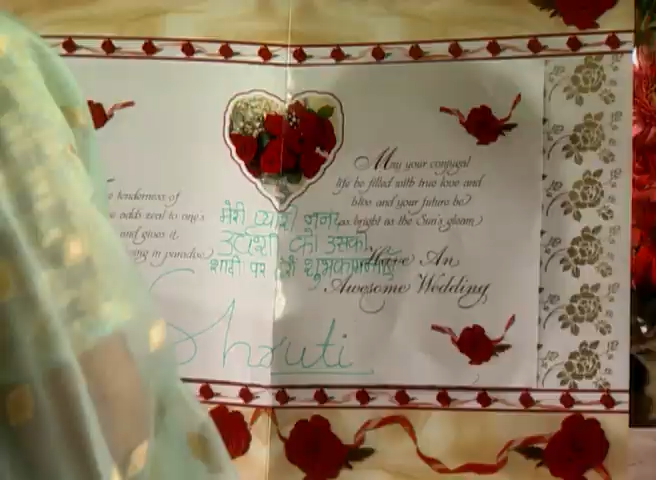 May your conjugal
life be filled with true love and
bliss and your future be
as bright as the Sun's gleam
Have An
Awesome Wedding
tenderness of
adds zeal to one's
and gives it
in paradise
मेरी प्यारी
उर्वशी को उसकी
शादी पर मेरी शुभकामनाएँ
Shruti